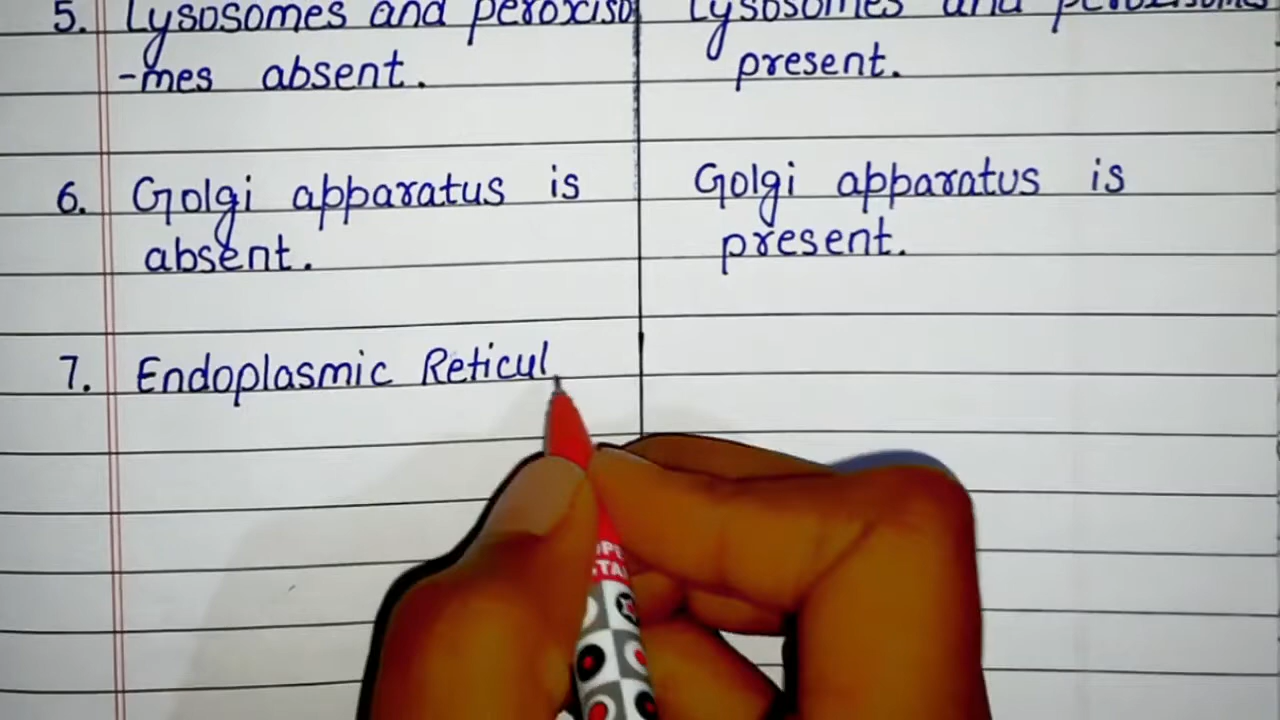 5. Lysosomes and peroxiso
-mes absent.
Lysosomes and peroxisomes
present.
6. Golgi apparatus is
absent.
Golgi apparatus is
present.
7. Endoplasmic Reticul